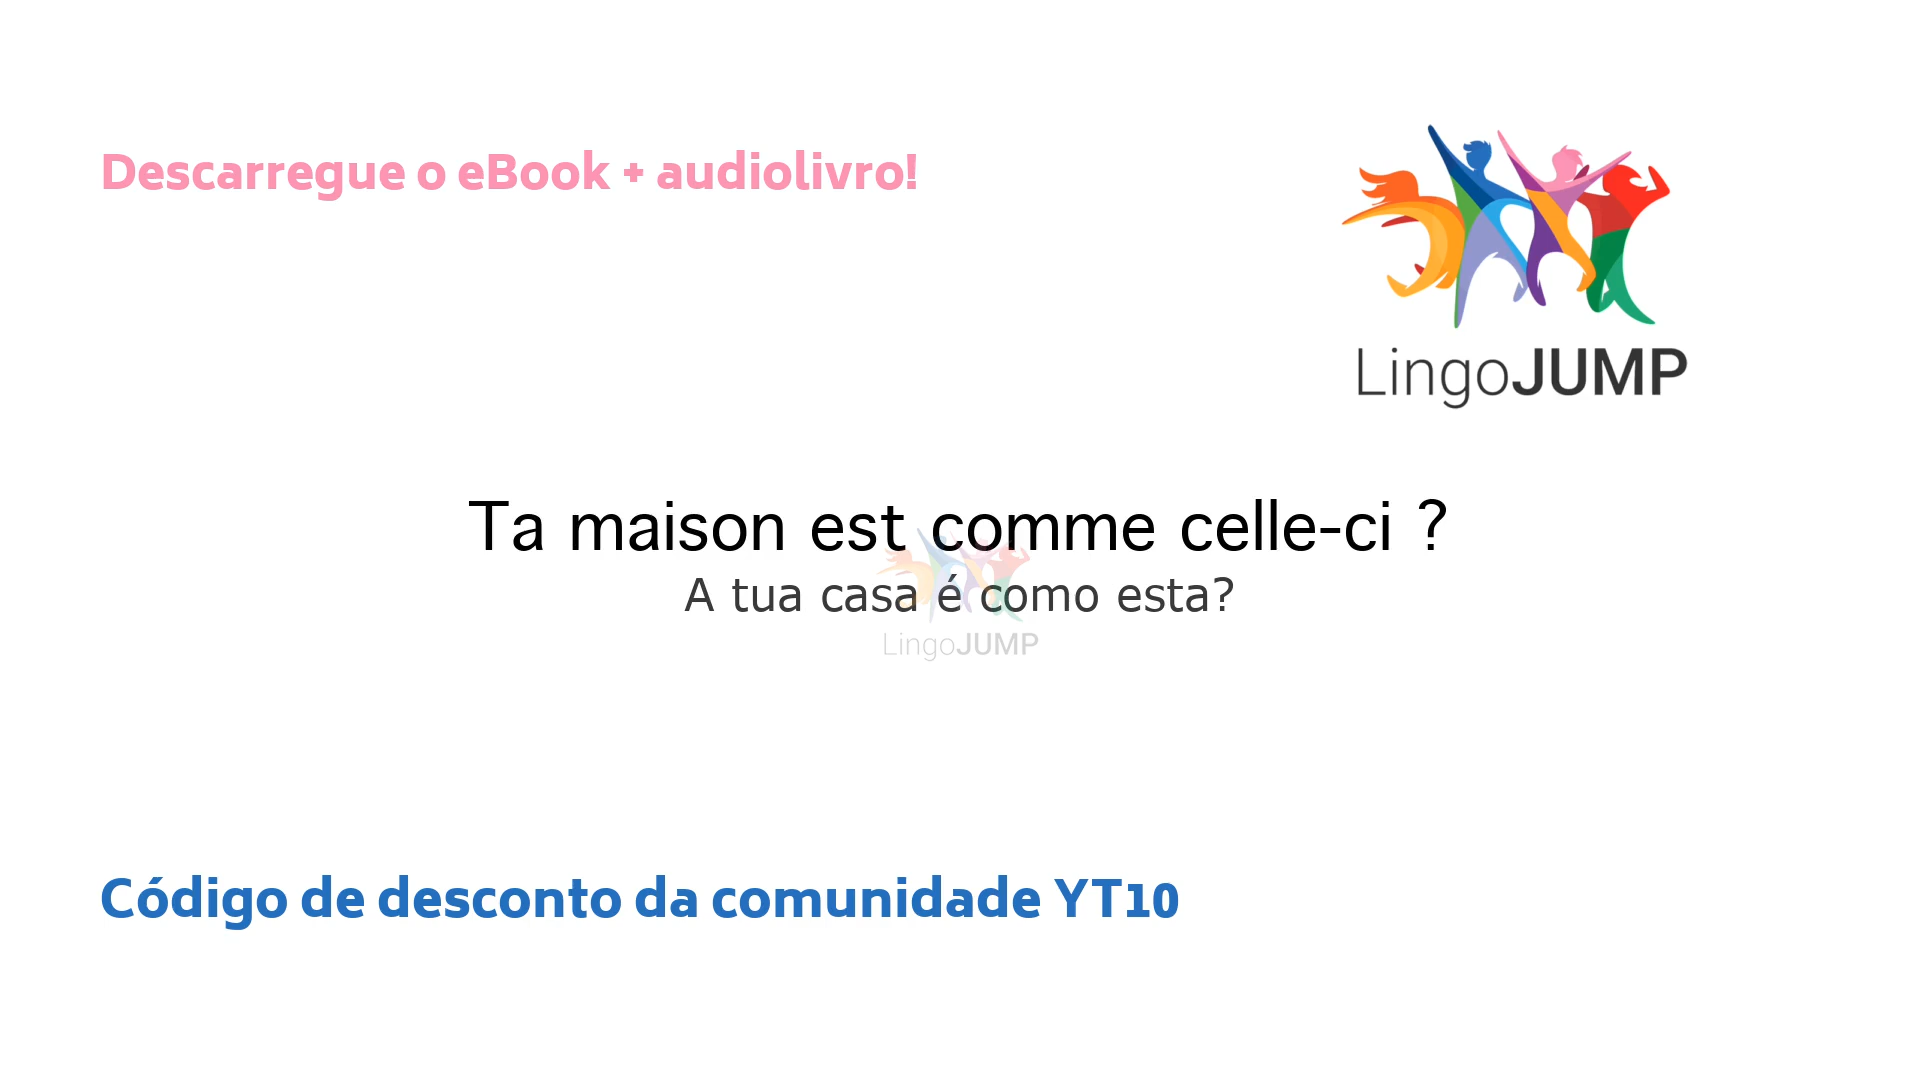 Descarregue o eBook + audiolivro!
LingoJUMP
Ta maison est comme celle-ci ?
A tua casa é como esta?
LingoJUMP
Código de desconto da comunidade YT10